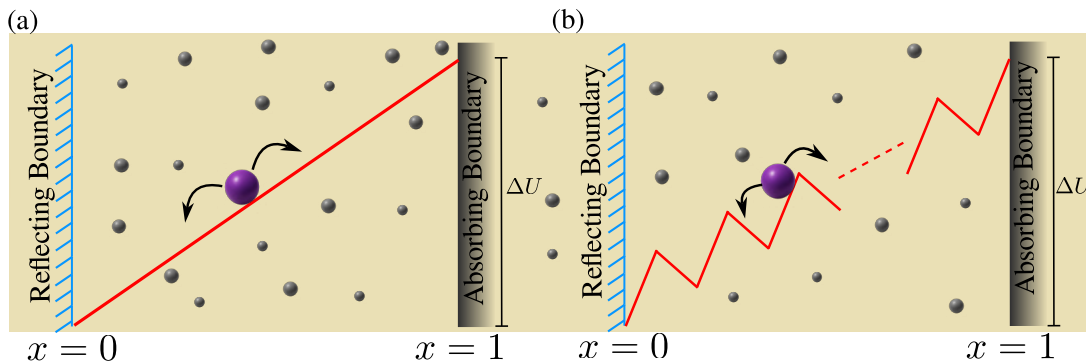 (a)
Reflecting Boundary
Absorbing Boundary
ΔU
x = 0
x = 1
(b)
Reflecting Boundary
Absorbing Boundary
ΔU
x = 0
x = 1